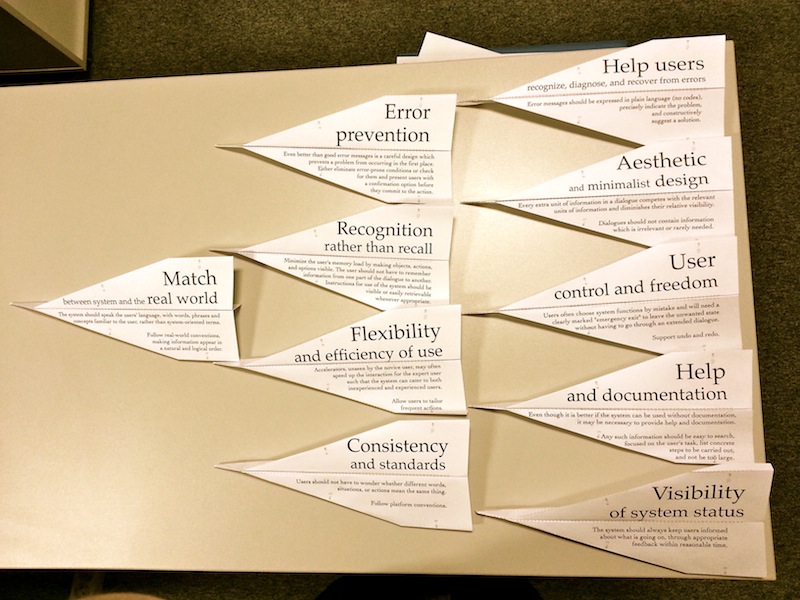 Match
between system and the real world
The system should speak the users' language, with words, phrases and
concepts familiar to the user, rather than system-oriented terms.
Follow real-world conventions,
making information appear in
a natural and logical order.
Error
prevention
Even better than good error messages is a careful design which
prevents a problem from occurring in the first place.
Either eliminate error-prone conditions or check
for them and present users with
a confirmation option before
they commit to the action.
Recognition
rather than recall
Minimize the user's memory load by making objects, actions,
and options visible. The user should not have to remember
information from one part of the dialogue to another.
Instructions for use of the system should be
visible or easily retrievable
whenever appropriate.
Flexibility
and efficiency of use
Accelerators, unseen by the novice user, may often
speed up the interaction for the expert user
such that the system can cater to both
inexperienced and experienced users.
Allow users to tailor
frequent actions.
Consistency
and standards
Users should not have to wonder whether different words,
situations, or actions mean the same thing.
Follow platform conventions.
Help users
recognize, diagnose, and recover from errors
Error messages should be expressed in plain language (no codes),
precisely indicate the problem,
and constructively
suggest a solution.
Aesthetic
and minimalist design
Every extra unit of information in a dialogue competes with the relevant
units of information and diminishes their relative visibility.
Dialogues should not contain information
which is irrelevant or rarely needed.
User
control and freedom
Users often choose system functions by mistake and will need a
clearly marked "emergency exit" to leave the unwanted state
without having to go through an extended dialogue.
Support undo and redo.
Help
and documentation
Even though it is better if the system can be used without documentation,
it may be necessary to provide help and documentation.
Any such information should be easy to search,
focused on the user's task, list concrete
steps to be carried out,
and not be too large.
Visibility
of system status
The system should always keep users informed
about what is going on, through appropriate
feedback within reasonable time.